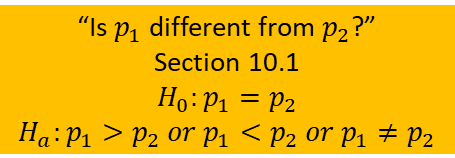 “Is p₁ different from p₂?”
Section 10.1
H₀: p₁ = p₂
Hₐ: p₁ > p₂ or p₁ < p₂ or p₁ ≠ p₂